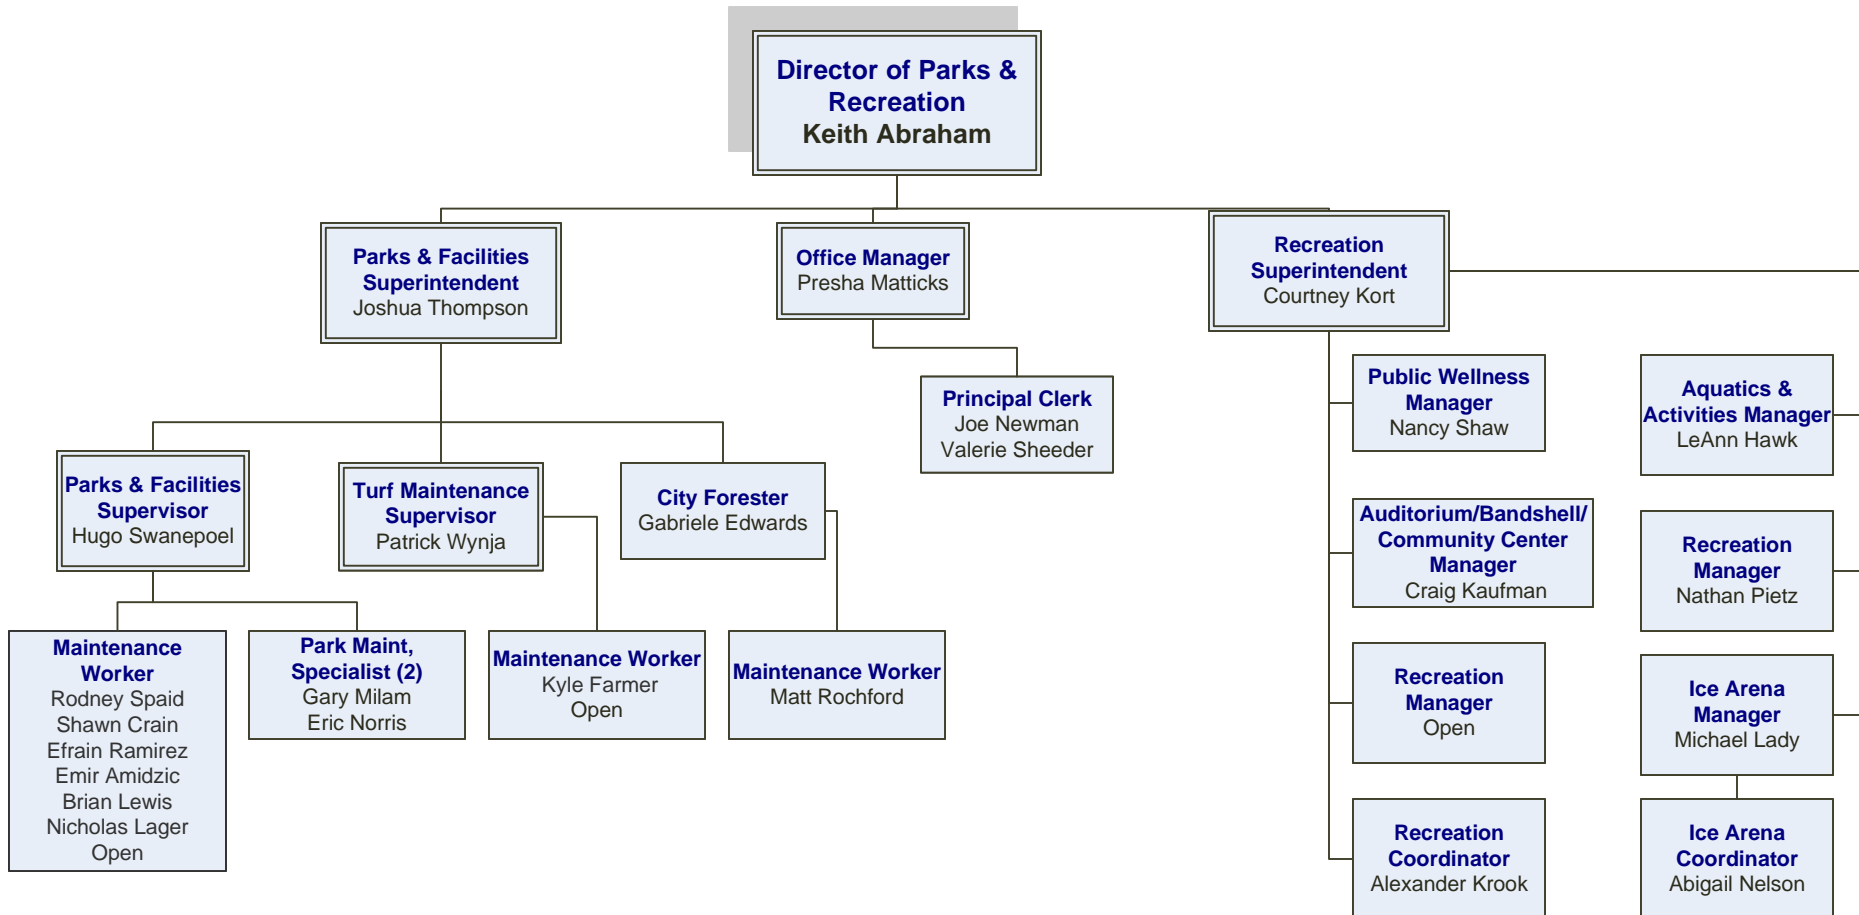 Director of Parks &
Recreation
Keith Abraham
Parks & Facilities
Superintendent
Joshua Thompson
Office Manager
Presha Matticks
Recreation
Superintendent
Courtney Kort
Principal Clerk
Joe Newman
Valerie Sheeder
Parks & Facilities
Supervisor
Hugo Swanepoel
Turf Maintenance
Supervisor
Patrick Wynja
City Forester
Gabriele Edwards
Maintenance
Worker
Rodney Spaid
Shawn Crain
Efrain Ramirez
Emir Amidzic
Brian Lewis
Nicholas Lager
Open
Park Maint,
Specialist (2)
Gary Milam
Eric Norris
Maintenance Worker
Kyle Farmer
Open
Maintenance Worker
Matt Rochford
Public Wellness
Manager
Nancy Shaw
Auditorium/Bandshell/
Community Center
Manager
Craig Kaufman
Recreation
Manager
Open
Recreation
Coordinator
Alexander Krook
Aquatics &
Activities Manager
LeAnn Hawk
Recreation
Manager
Nathan Pietz
Ice Arena
Manager
Michael Lady
Ice Arena
Coordinator
Abigail Nelson